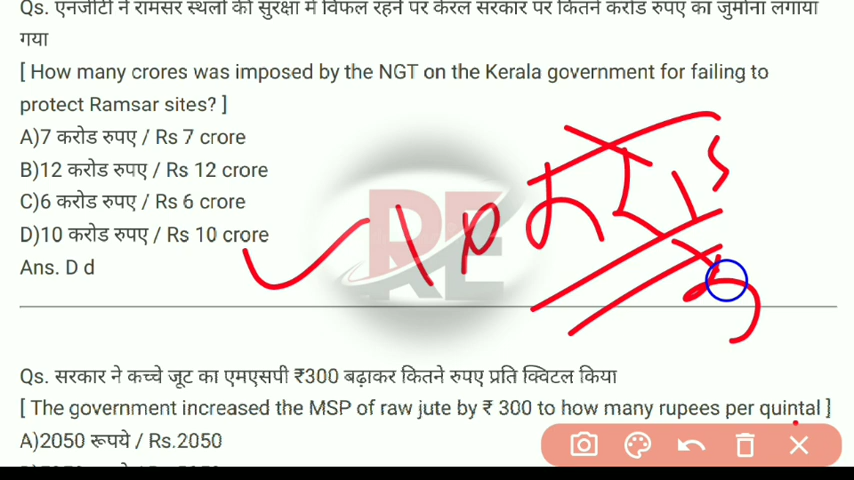 Qs. एनजीटी ने रामसर स्थलों की सुरक्षा में विफल रहने पर केरल सरकार पर कितने करोड रुपए का जुर्माना लगाया
गया
[ How many crores was imposed by the NGT on the Kerala government for failing to
protect Ramsar sites? ]
A)7 करोड रुपए / Rs 7 crore
B)12 करोड रुपए / Rs 12 crore
C)6 करोड रुपए / Rs 6 crore
D)10 करोड रुपए / Rs 10 crore
Ans. D d
RE
Qs. सरकार ने कच्चे जूट का एमएसपी ₹300 बढ़ाकर कितने रुपए प्रति क्विटल किया
[ The government increased the MSP of raw jute by ₹ 300 to how many rupees per quintal ]
A)2050 रूपये / Rs.2050